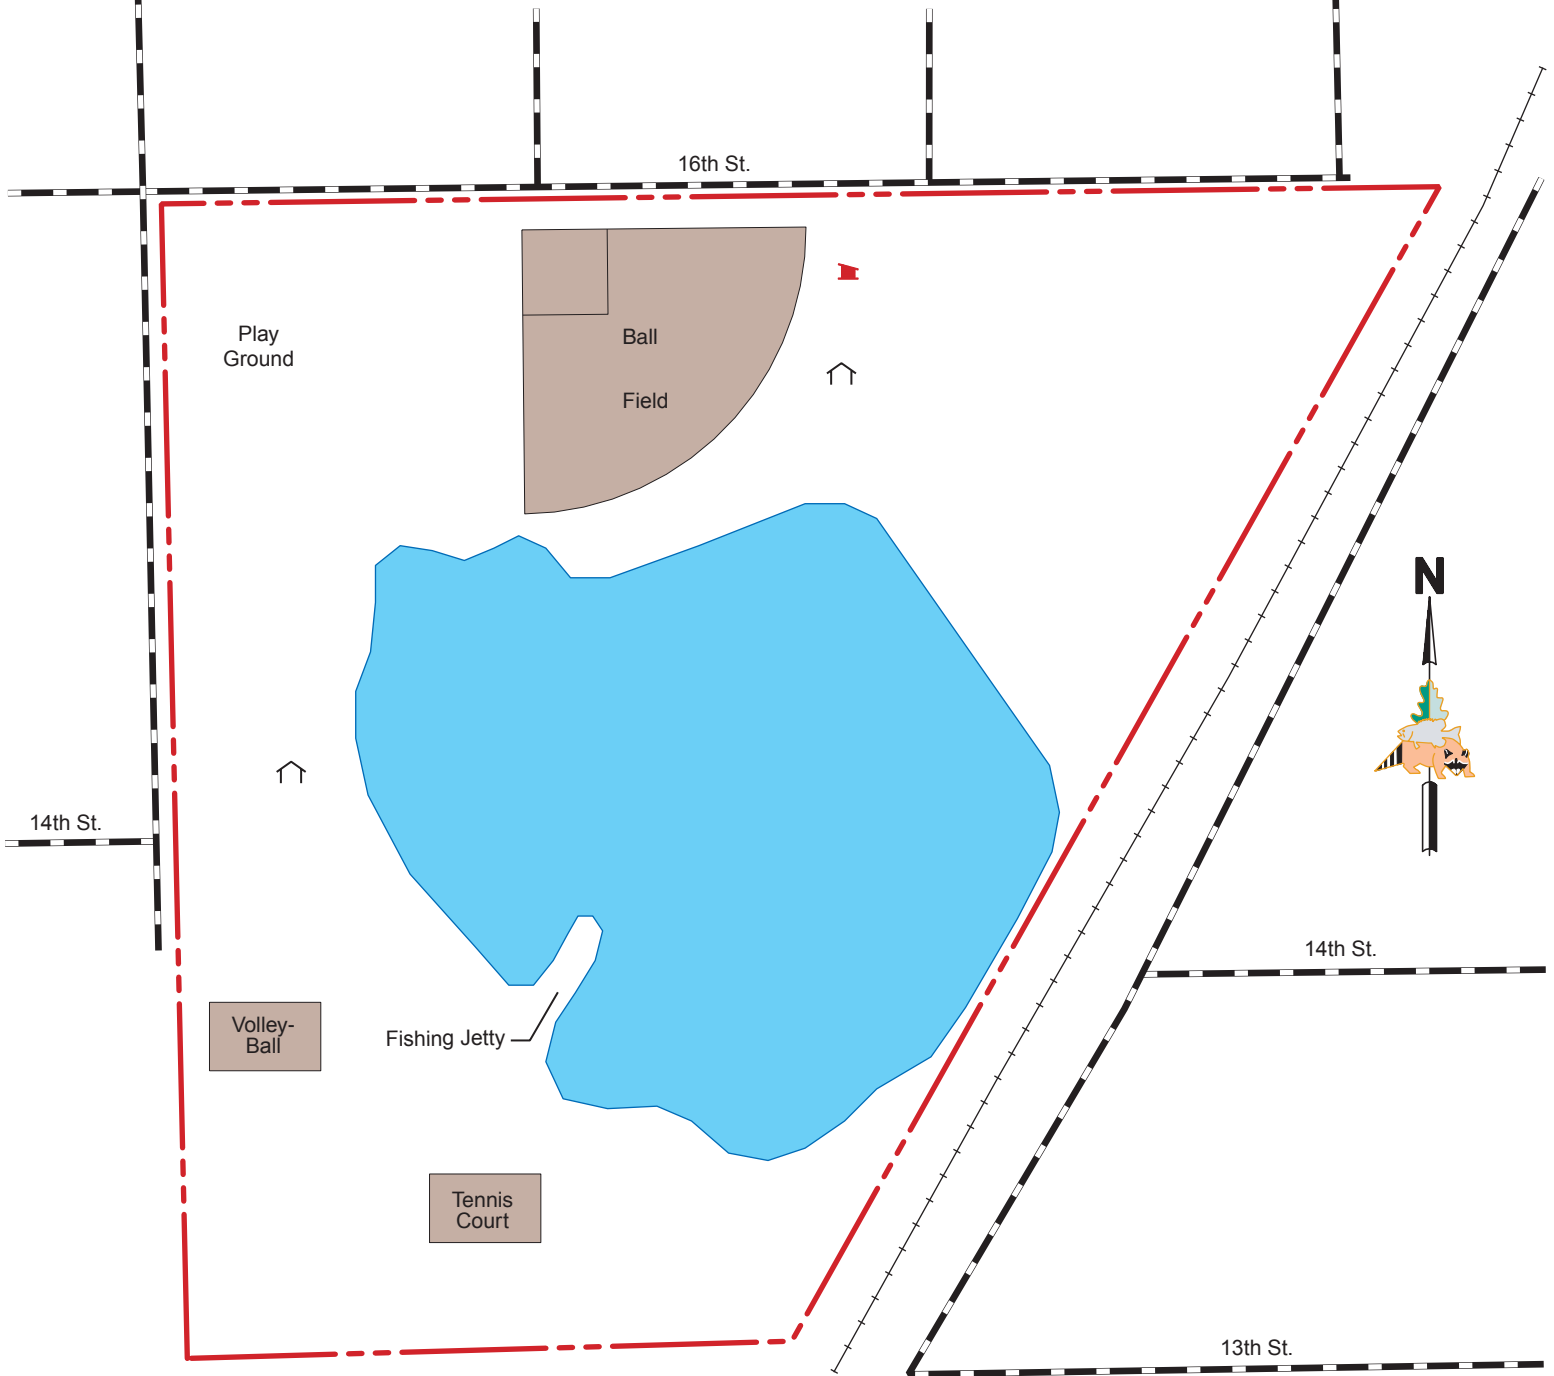 16th St.
Play
Ground
Ball
Field
N
14th St.
14th St.
Volley-
Ball
Fishing Jetty
Tennis
Court
13th St.